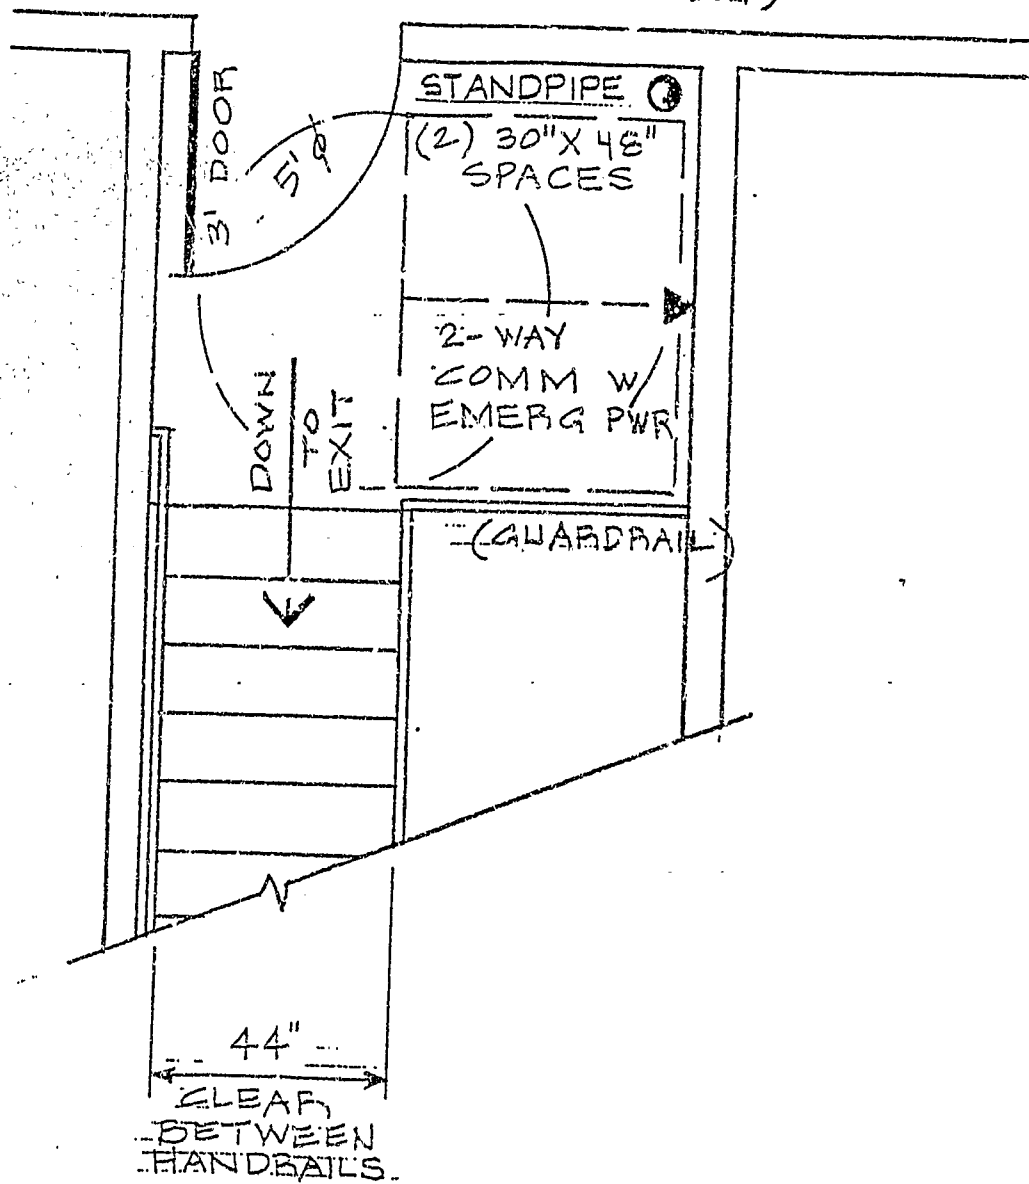 STANDPIPE
(2) 30" X 48"
SPACES
3' DOOR
5' Ø
2-WAY
COMM W
EMERG PWR
DOWN
TO
EXIT
(GUARDRAIL)
44"
CLEAR
BETWEEN
HANDRAILS